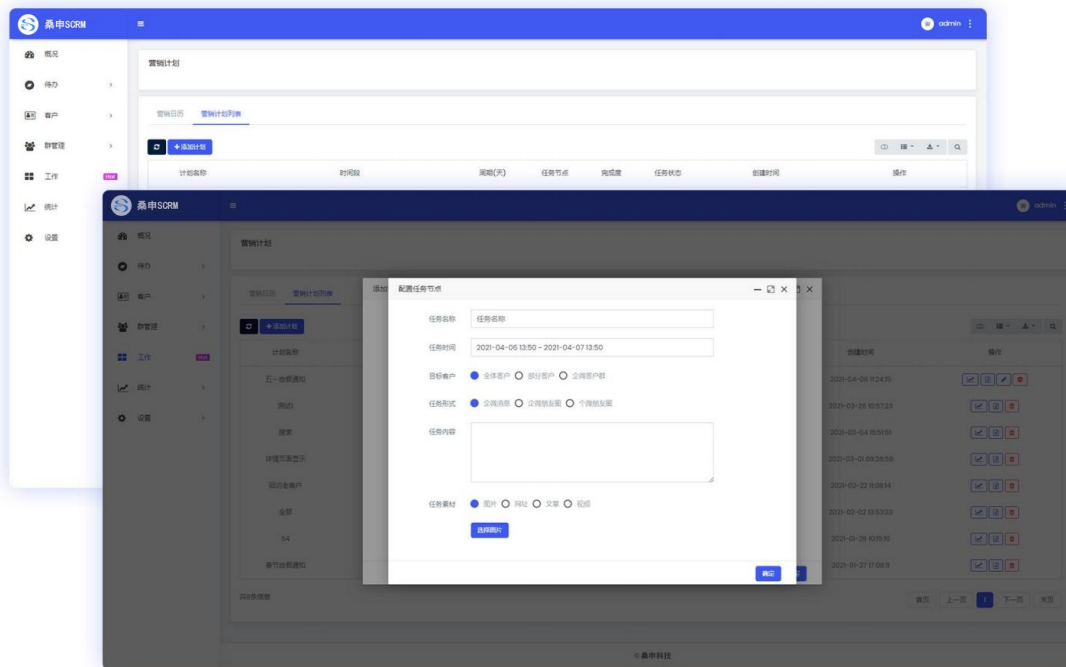 桑申SCRM
admin
概况
待办
客户
群管理
工作 Hot
统计
设置
营销计划
营销日历 营销计划列表
+添加计划
计划名称 时间段 周期(天) 任务节点 完成度 任务状态 创建时间 操作
桑申SCRM
admin
概况
待办
客户
群管理
工作 Hot
统计
设置
营销计划
营销日历 营销计划列表
+添加计划
计划名称 创建时间 操作
五一放假通知 2021-04-06 11:24:15
测试1 2021-03-26 10:57:23
搜索 2021-03-04 15:51:51
2021-03-01 09:28:59
回访老客户 2021-02-22 11:09:14
全部 2021-02-02 13:53:33
54 2021-01-28 10:19:16
春节放假通知 2021-01-27 17:08:11
共8条信息
首页 上一页 1 下一页 末页
© 桑申科技
添加
配置任务节点
任务名称 任务名称
任务时间 2021-04-06 13:50 - 2021-04-07 13:50
目标客户 全体客户 部分客户 企微客户群
任务形式 企微消息 企微朋友圈 个微朋友圈
任务内容
任务素材 图片 网址 文章 视频
选择图片
确定